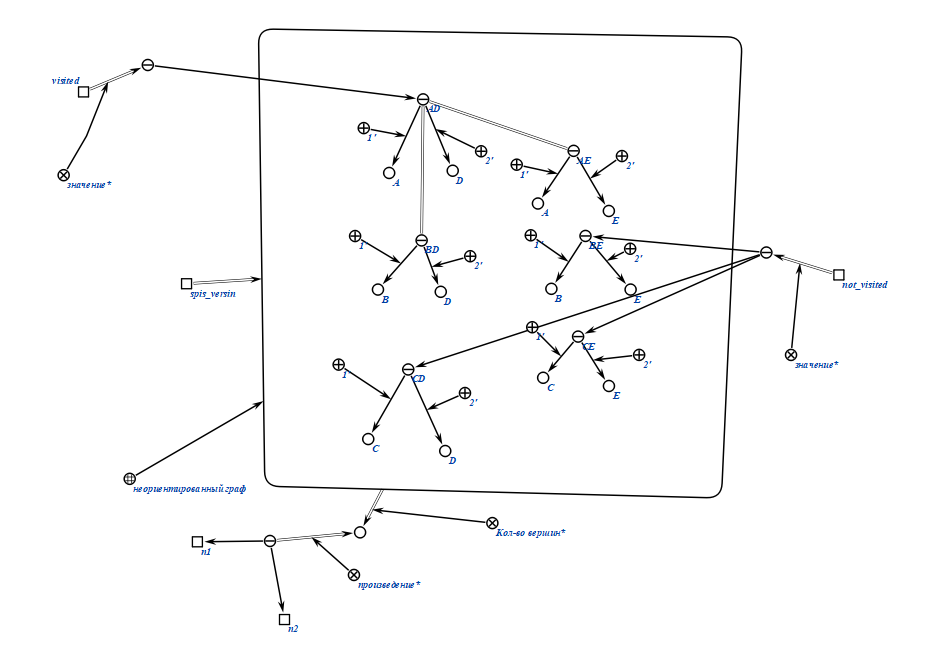 visited
значение*
AD
1'
2'
A
D
AE
1'
2'
A
E
BD
1'
2'
B
D
BE
1'
2'
B
E
not_visited
значение*
spis_versin
CE
1'
2'
C
E
CD
1'
2'
C
D
неориентированный граф
Кол-во вершин*
n1
произведение*
n2